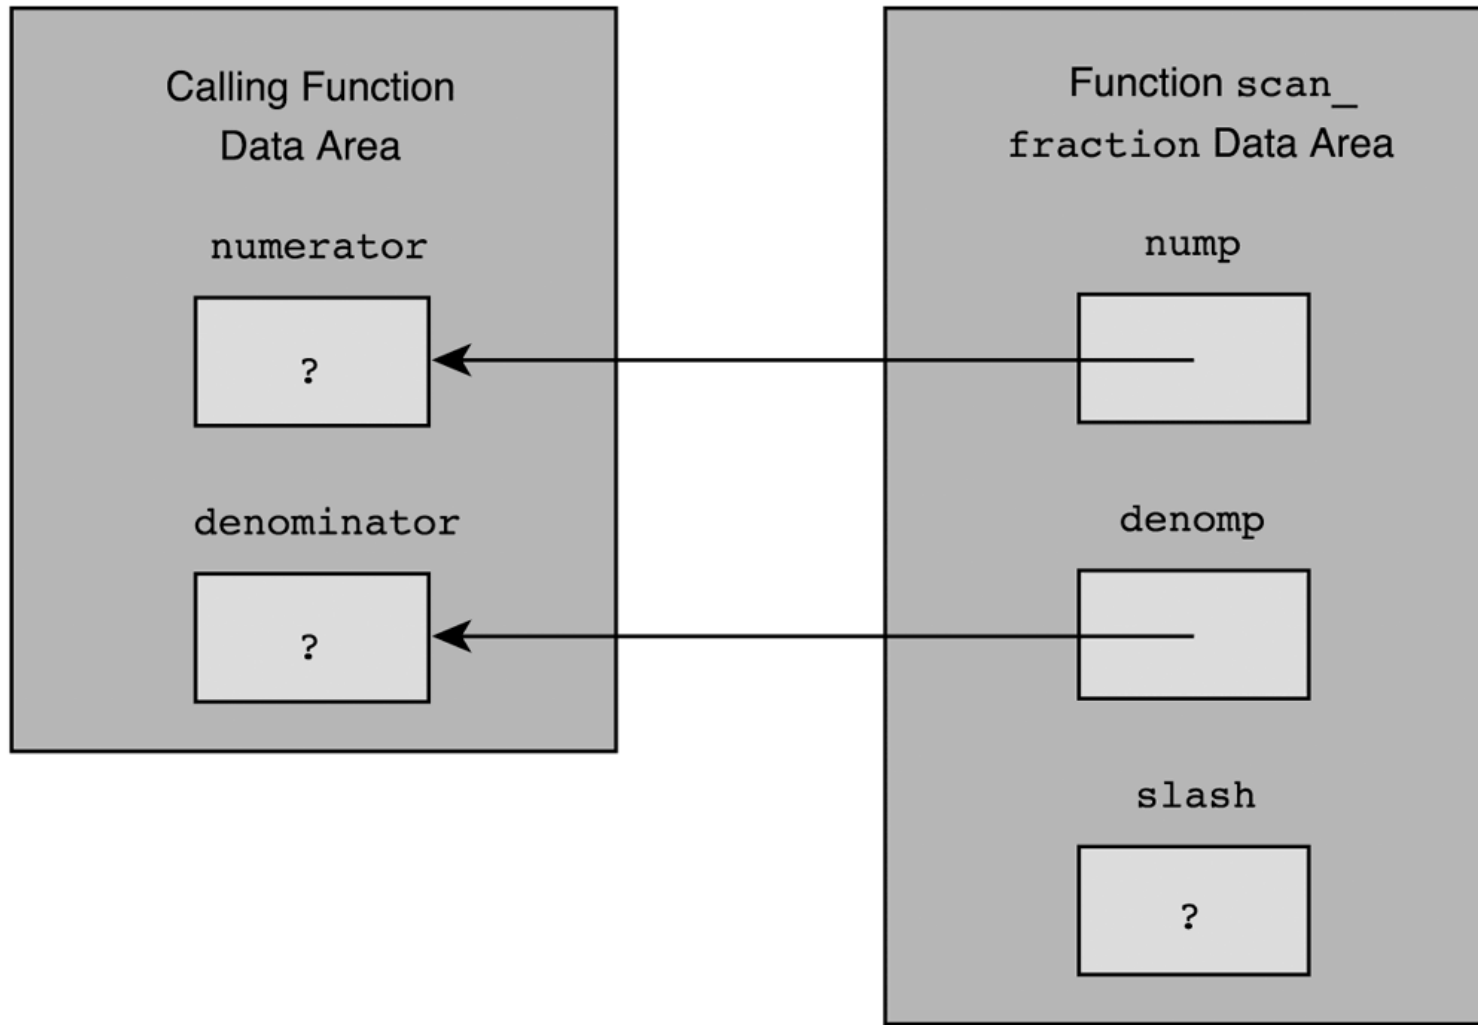 Calling Function
Data Area
numerator
?
denominator
?
Function scan_
fraction Data Area
nump
denomp
slash
?